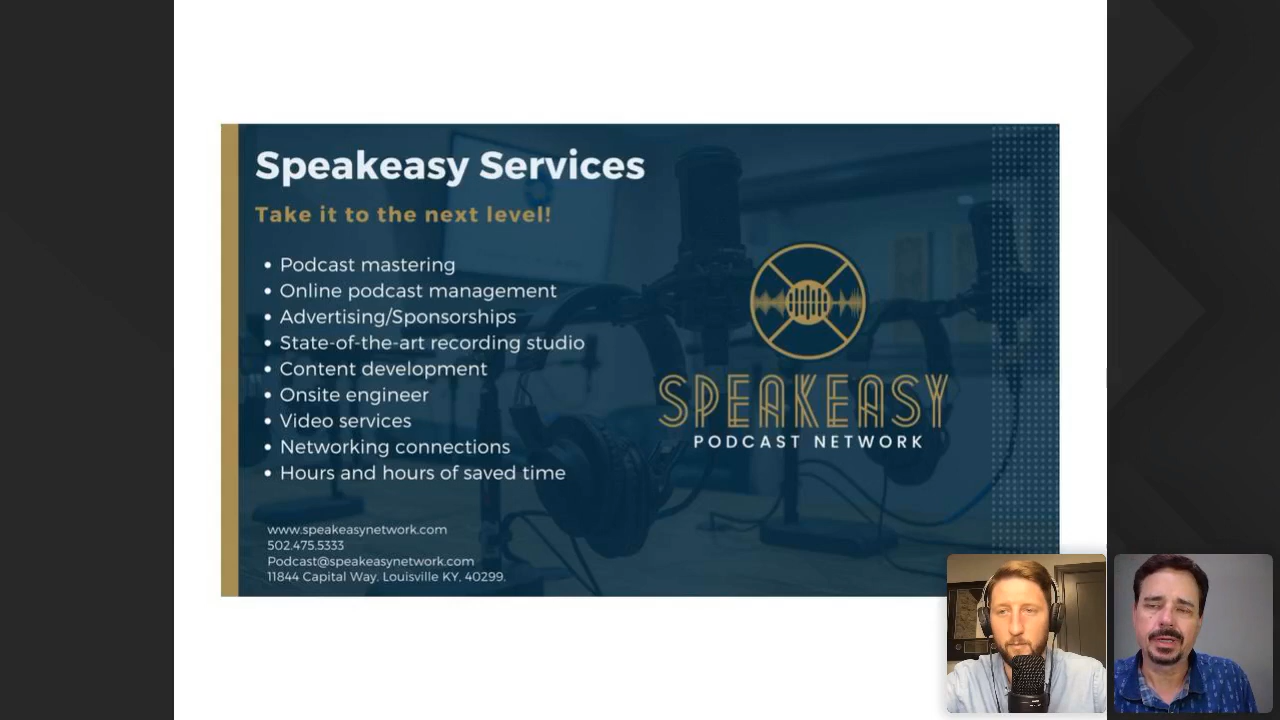 Speakeasy Services
Take it to the next level!
• Podcast mastering
• Online podcast management
• Advertising/Sponsorships
• State-of-the-art recording studio
• Content development
• Onsite engineer
• Video services
• Networking connections
• Hours and hours of saved time
SPEAKEASY
PODCAST NETWORK
www.speakeasynetwork.com
502.475.5333
Podcast@speakeasynetwork.com
11844 Capital Way, Louisville KY, 40299.